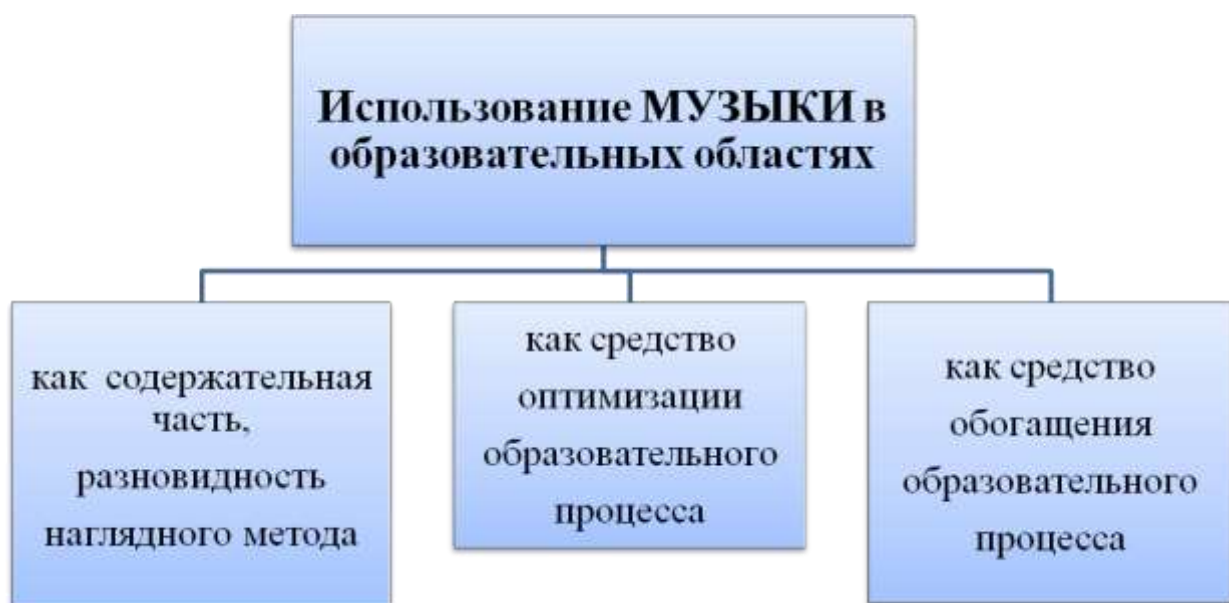 Использование МУЗЫКИ в
образовательных областях
как содержательная
часть,
разновидность
наглядного метода
как средство
оптимизации
образовательного
процесса
как средство
обогащения
образовательного
процесса